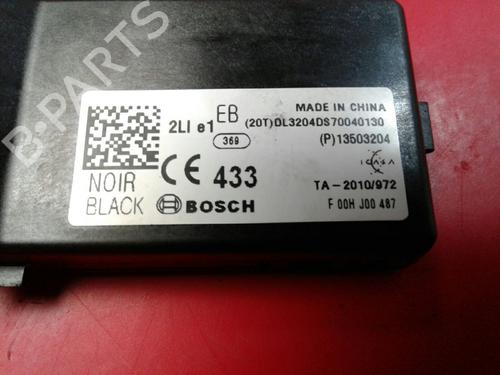 B-PARTS
2LI e1 EB
369
MADE IN CHINA
(20T)DL3204DS70040130
(P)13503204
ICASA
NOIR CE 433
TA-2010/972
BLACK BOSCH
F 00H J00 487